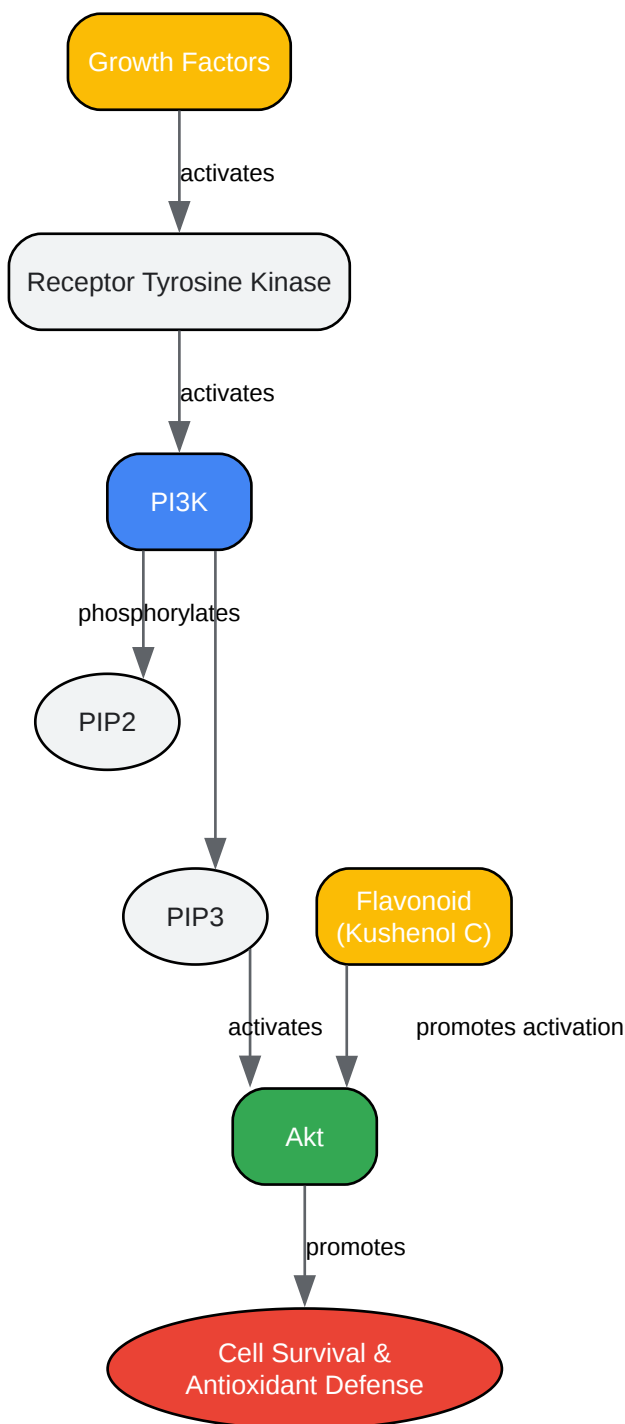 Growth Factors
activates
Receptor Tyrosine Kinase
activates
PI3K
phosphorylates
PIP2
PIP3
Flavonoid
(Kushenol C)
activates
promotes activation
Akt
promotes
Cell Survival &
Antioxidant Defense